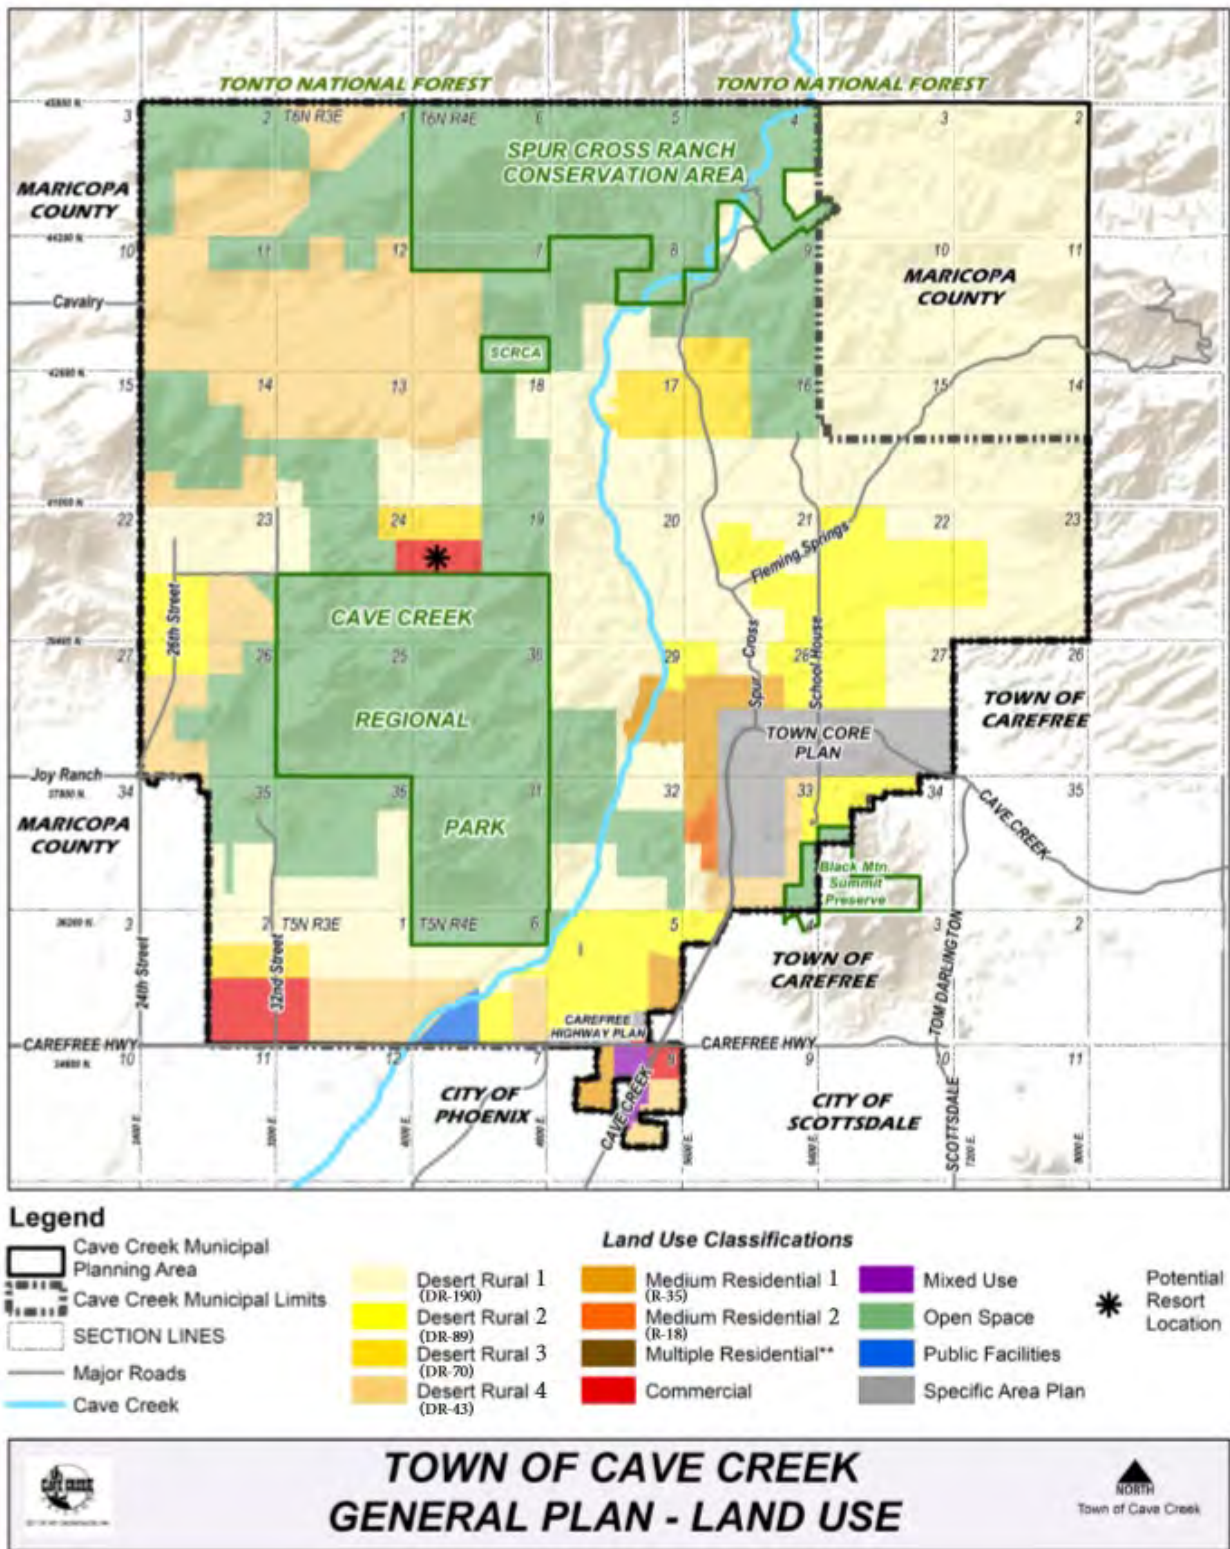 TONTO NATIONAL FOREST
TONTO NATIONAL FOREST
3
2
T6N R3E
1
T6N R4E
6
5
4
3
2
SPUR CROSS RANCH
CONSERVATION AREA
MARICOPA
COUNTY
10
11
12
7
8
9
10
11
MARICOPA
COUNTY
Cavalry
SCRCA
15
14
13
18
17
16
15
14
22
23
24
19
20
21
22
23
Fleming Springs
26th Street
CAVE CREEK
Spur Cross
School House
27
26
25
29
27
26
REGIONAL
TOWN OF
CAREFREE
TOWN CORE
PLAN
Joy Ranch
34
35
36
31
32
33
34
35
MARICOPA
COUNTY
PARK
CAVE CREEK
Black Mtn.
Summit
Preserve
3
2
T5N R3E
1
T5N R4E
6
5
3
2
24th Street
32nd Street
TOWN OF
CAREFREE
TOM DARLINGTON
CAREFREE
HIGHWAY PLAN
CAREFREE HWY
CAREFREE HWY
10
11
12
7
9
10
11
CITY OF
PHOENIX
CAVE CREEK
CITY OF
SCOTTSDALE
SCOTTSDALE
Legend
Cave Creek Municipal
Planning Area
Cave Creek Municipal Limits
SECTION LINES
Major Roads
Cave Creek
Land Use Classifications
Desert Rural 1
(DR-190)
Desert Rural 2
(DR-89)
Desert Rural 3
(DR-70)
Desert Rural 4
(DR-43)
Medium Residential 1
(R-35)
Medium Residential 2
(R-18)
Multiple Residential**
Commercial
Mixed Use
Open Space
Public Facilities
Specific Area Plan
Potential
Resort
Location
CAVE CREEK
TOWN OF CAVE CREEK
GENERAL PLAN - LAND USE
NORTH
Town of Cave Creek